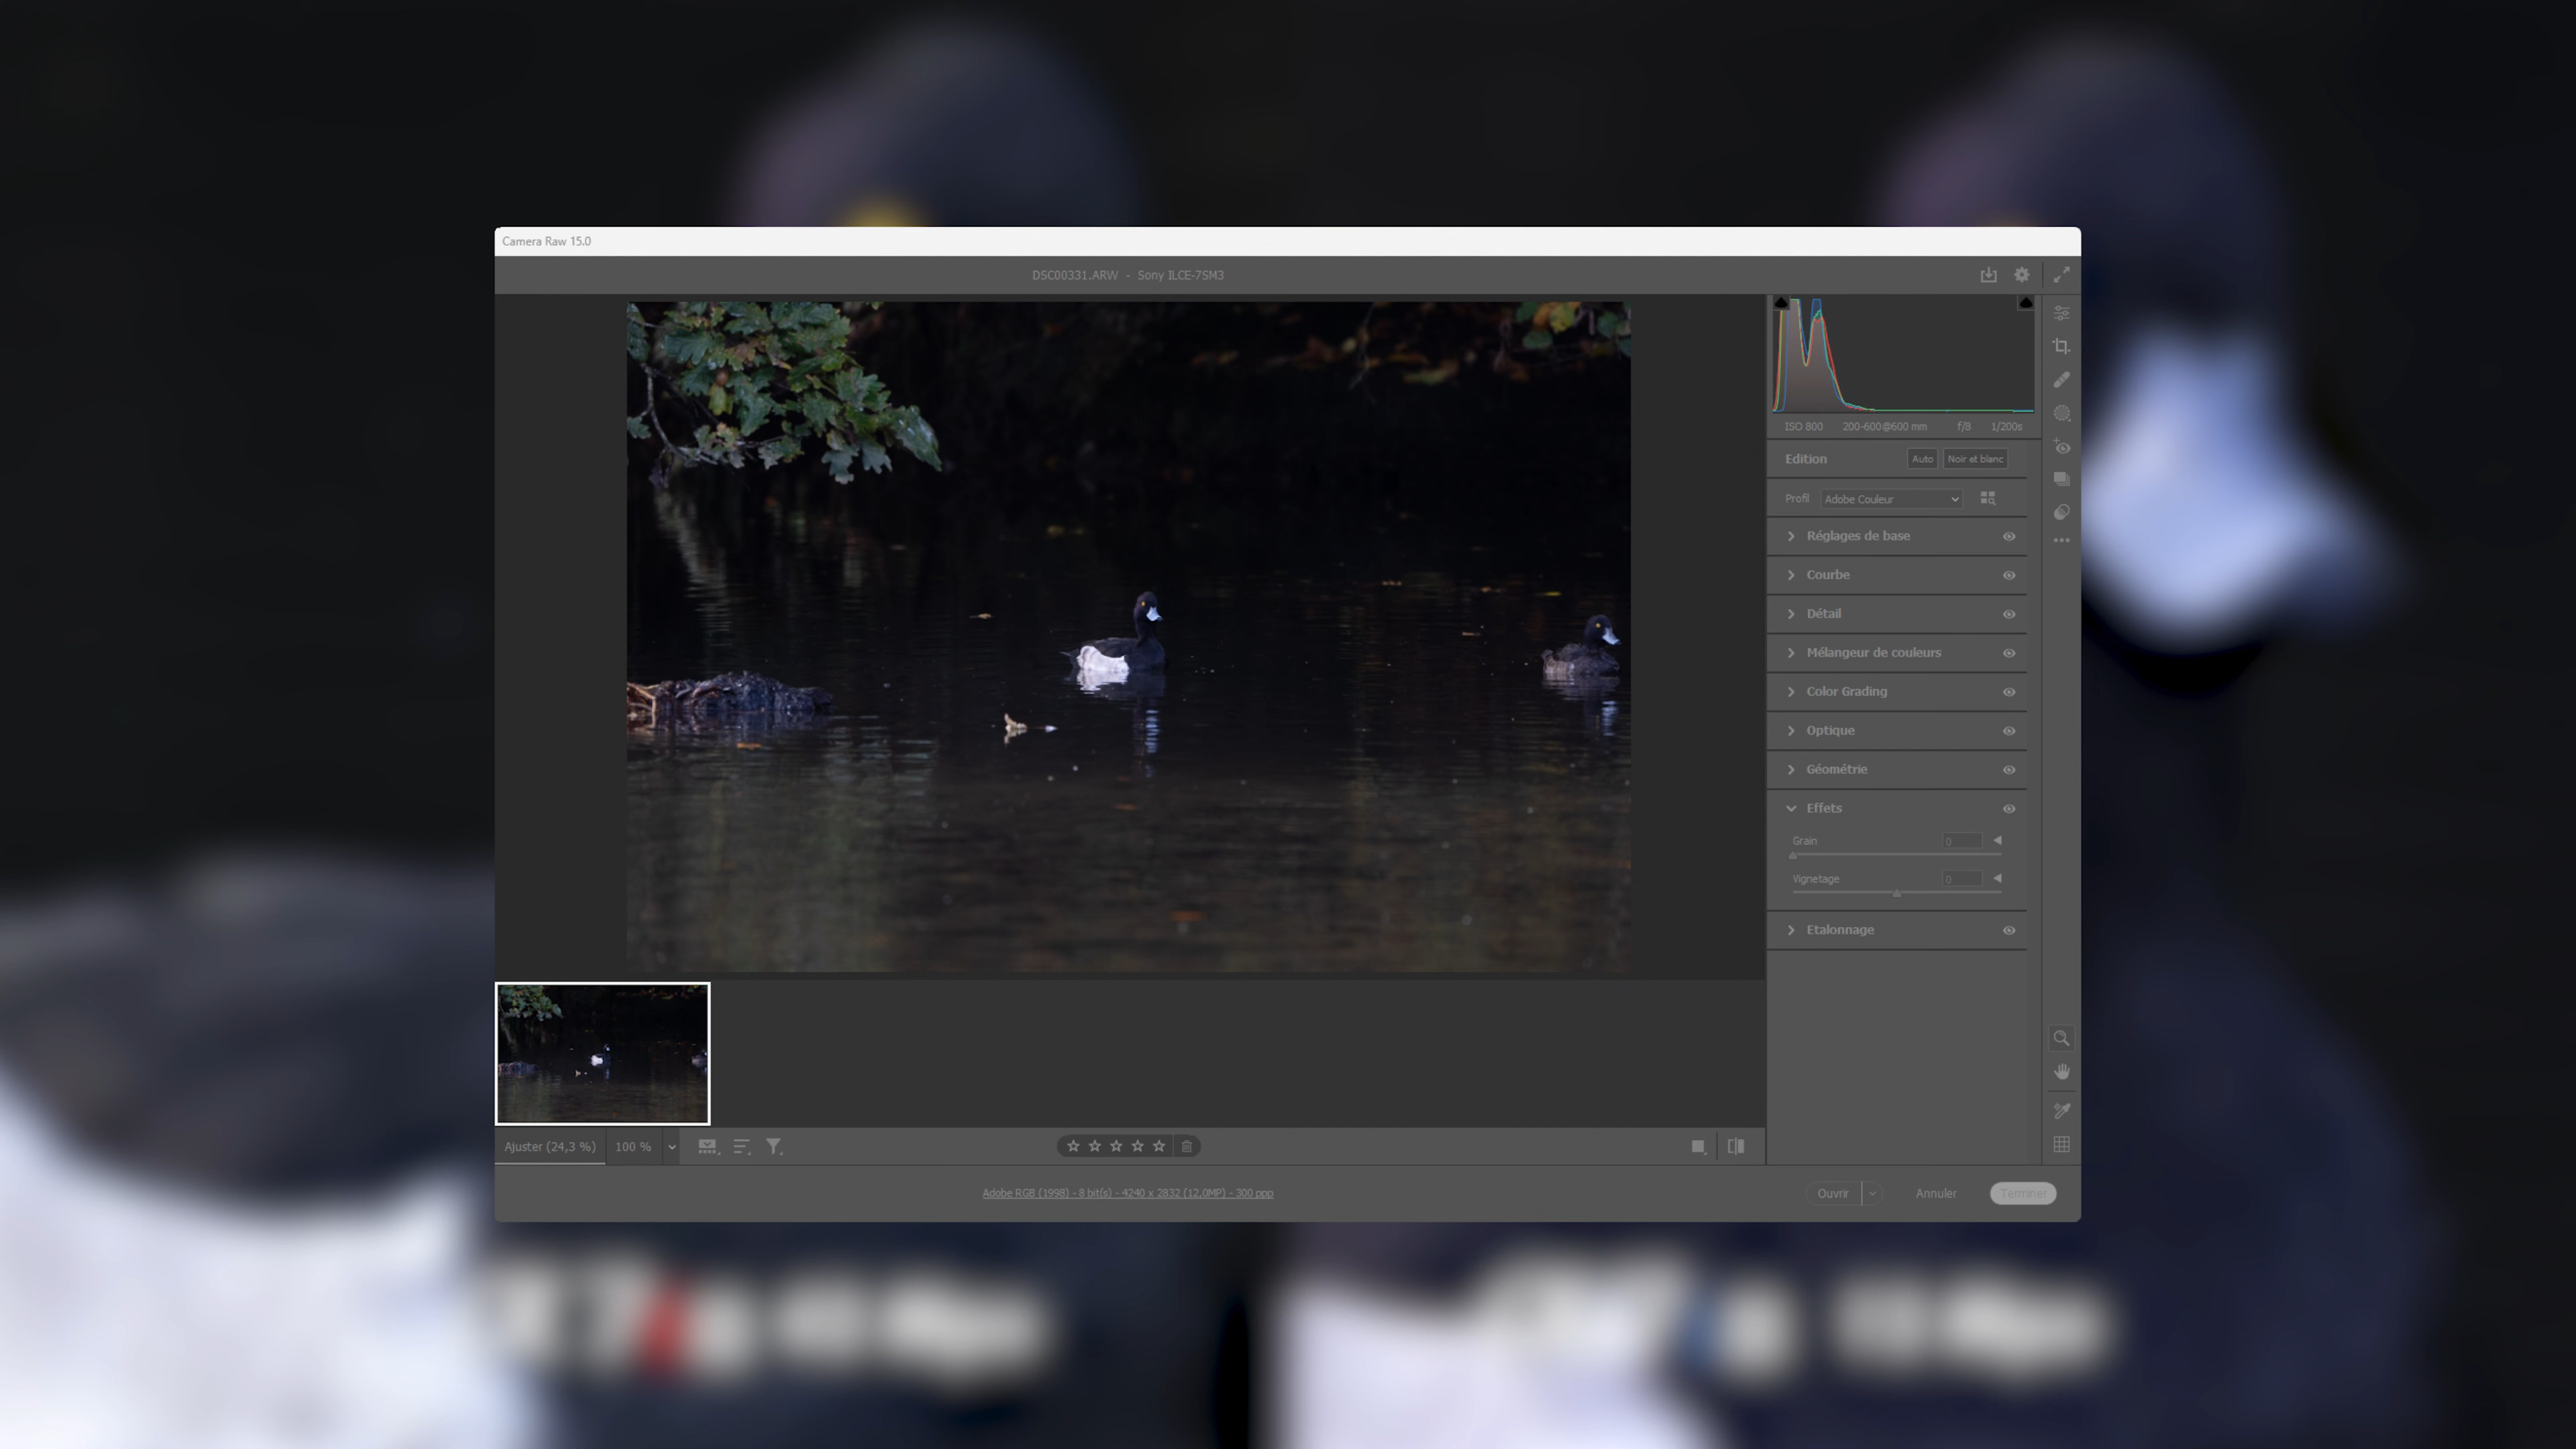 Camera Raw 15.0
DSC00331.ARW - Sony ILCE-7SM3
ISO 800 200-600@600 mm f/8 1/200s
Edition Auto Noir et blanc
Profil Adobe Couleur
Réglages de base
Courbe
Détail
Mélangeur de couleurs
Color Grading
Optique
Géométrie
Effets
Grain 0
Vignetage 0
Etalonnage
Ajuster (24,3 %) 100 %
Adobe RGB (1998) - 8 bit(s) - 4240 x 2832 (12,0MP) - 300 ppp
Ouvrir Annuler Terminer